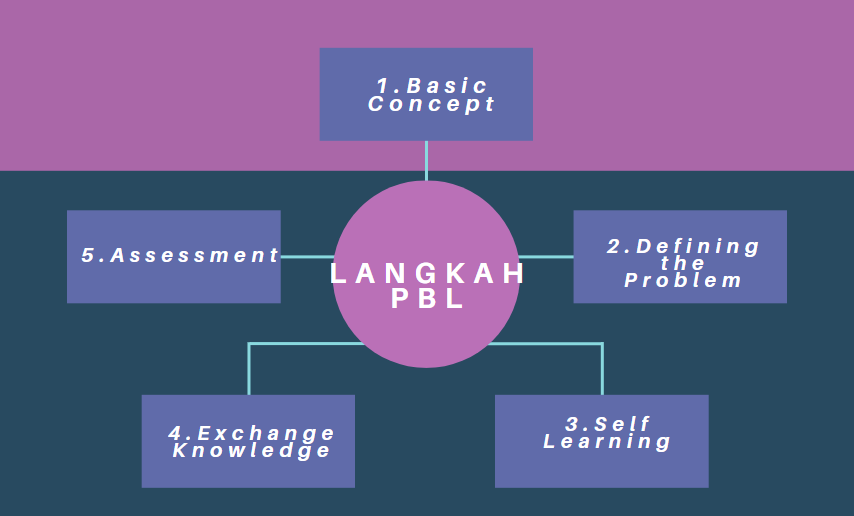 1.Basic
Concept
LANGKAH
PBL
2.Defining
the
Problem
3.Self
Learning
4.Exchange
Knowledge
5.Assessment